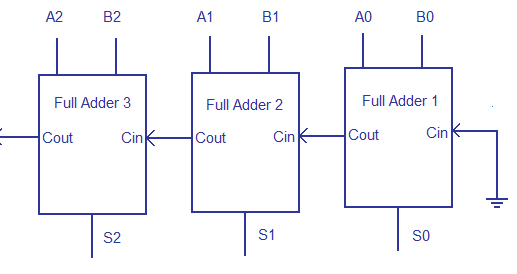 A2 B2 A1 B1 A0 B0
Full Adder 3 Full Adder 2 Full Adder 1
Cout Cin Cout Cin Cout Cin
S2 S1 S0